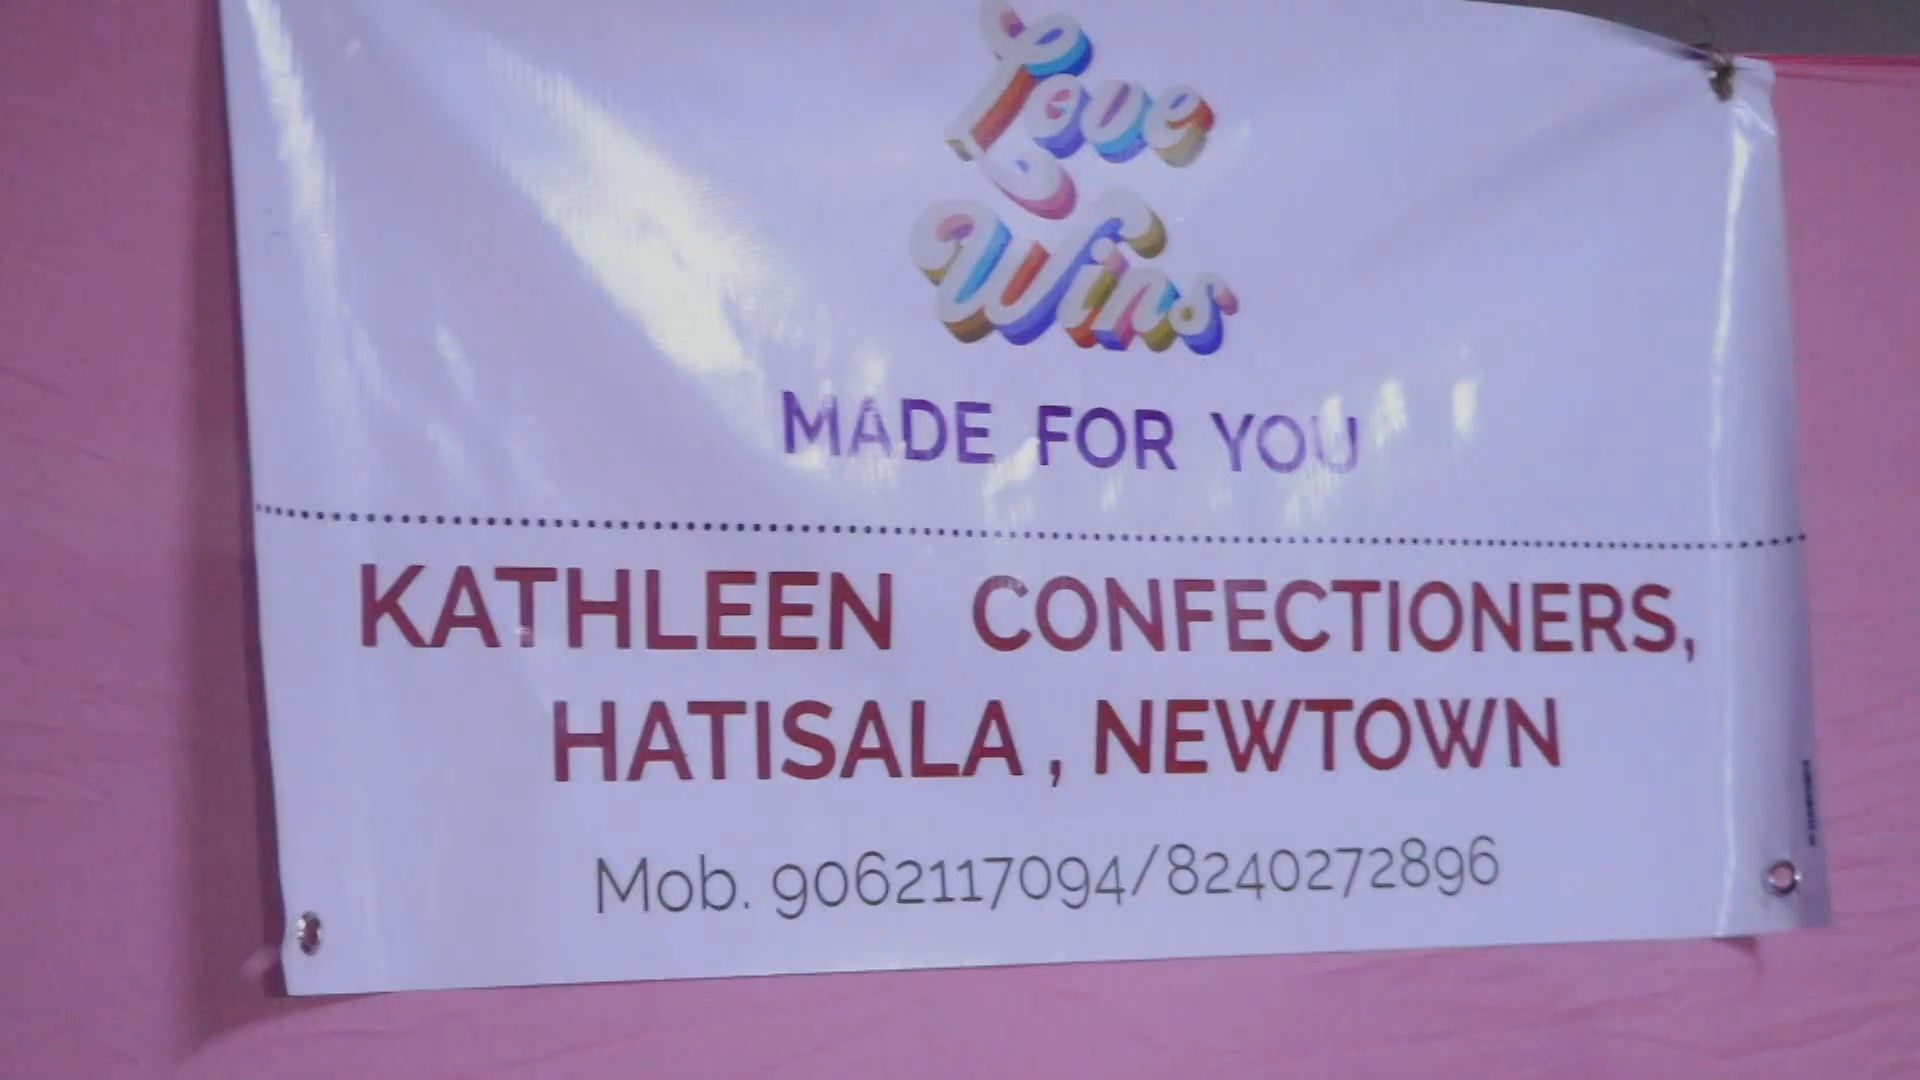 Love
Wins
MADE FOR YOU
KATHLEEN CONFECTIONERS,
HATISALA, NEWTOWN
Mob. 9062117094/8240272896